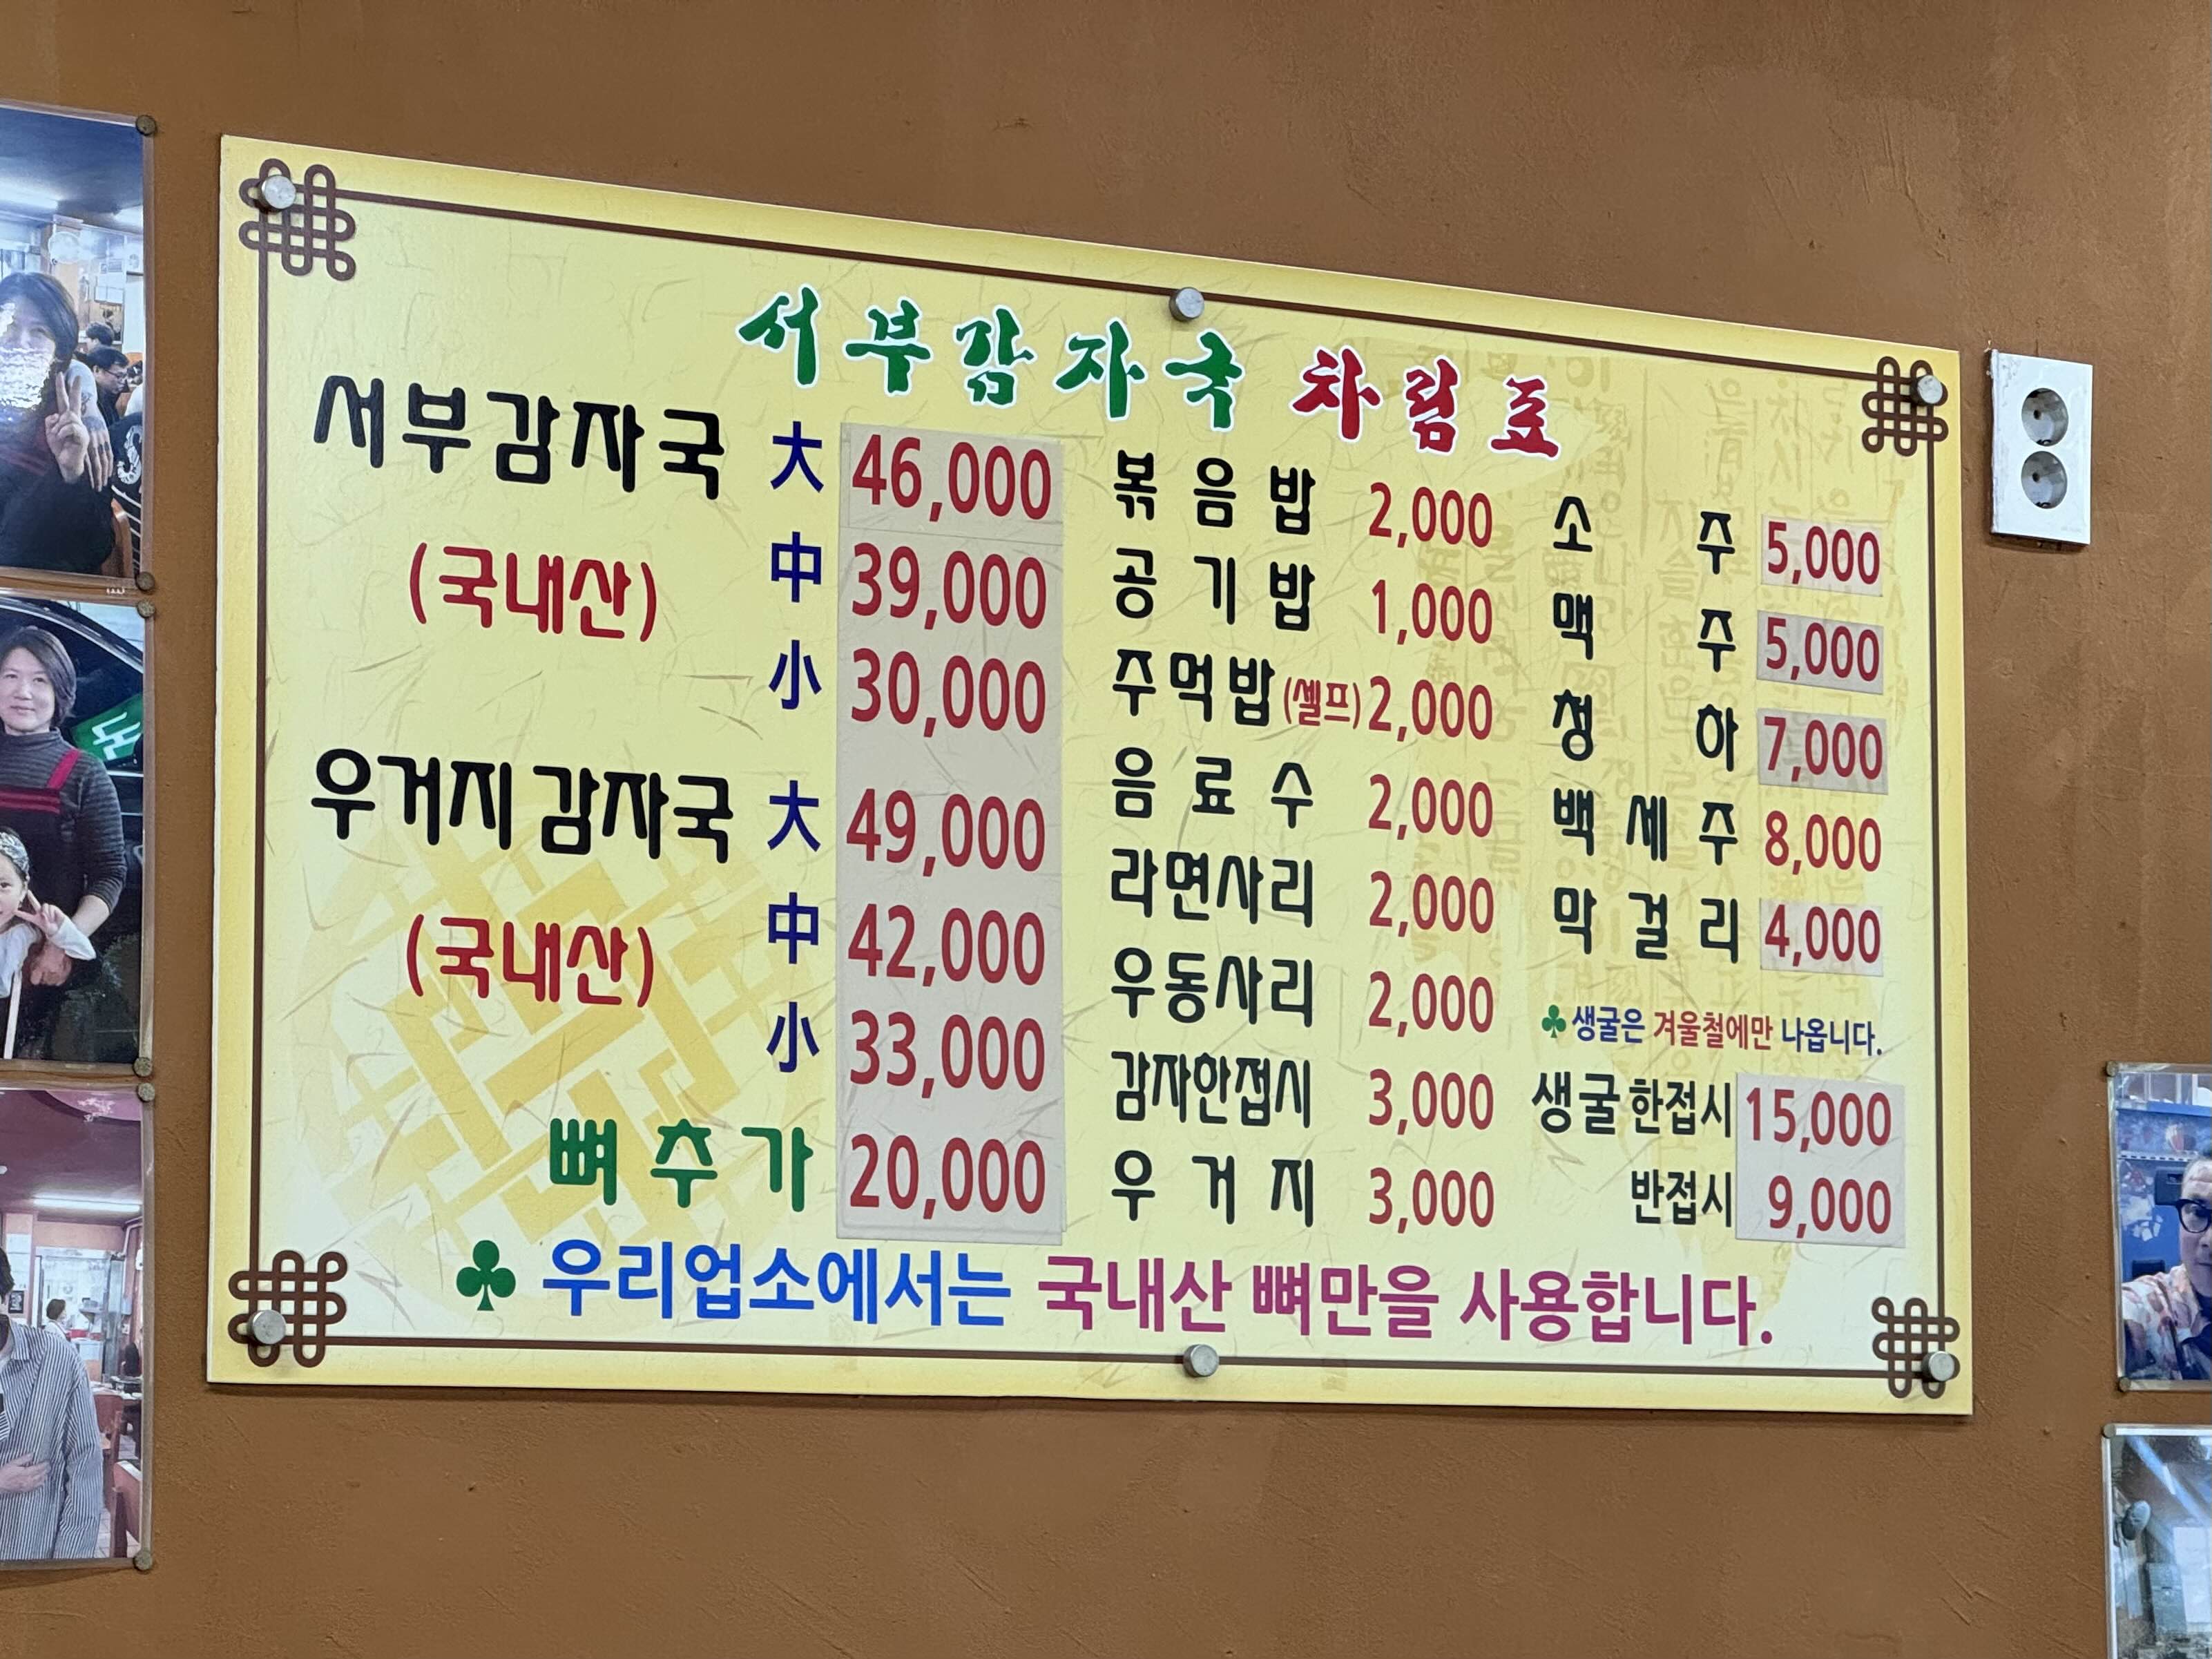 서부감자국 차림표
서부감자국 大 46,000
(국내산) 中 39,000
小 30,000
우거지감자국 大 49,000
(국내산) 中 42,000
小 33,000
뼈추가 20,000
볶음밥 2,000
공기밥 1,000
주먹밥(셀프) 2,000
음료수 2,000
라면사리 2,000
우동사리 2,000
감자한접시 3,000
우거지 3,000
소주 5,000
맥주 5,000
청하 7,000
백세주 8,000
막걸리 4,000
♣생굴은 겨울철에만 나옵니다.
생굴 한접시 15,000
반접시 9,000
♣ 우리업소에서는 국내산 뼈만을 사용합니다.
돈